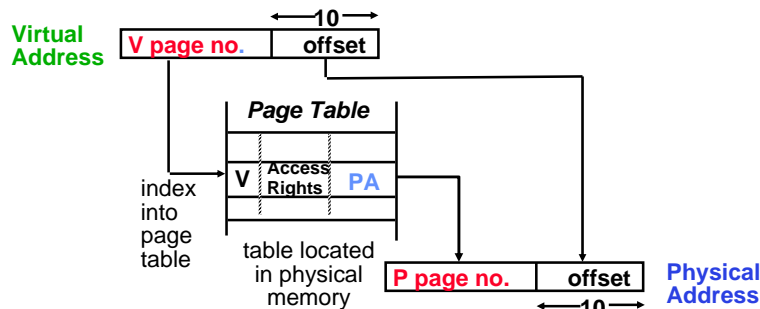 10
Virtual
Address
V page no.
offset
Page Table
V
Access
Rights
PA
index
into
page
table
table located
in physical
memory
P page no.
offset
Physical
Address
10